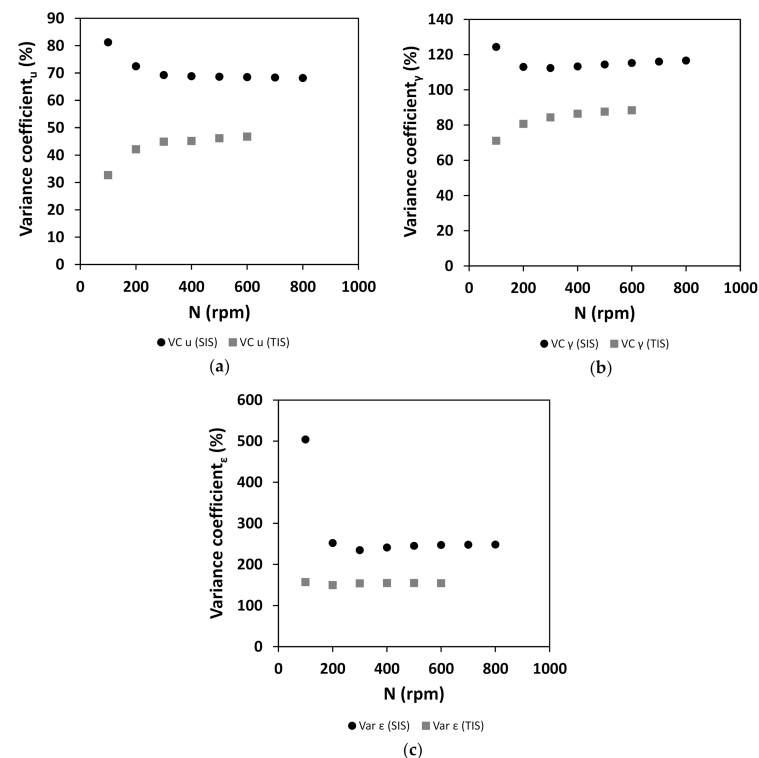 90
80
70
60
50
40
30
20
10
0
Variance coefficientᵤ (%)
0 200 400 600 800 1000
N (rpm)
VC u (SIS) VC u (TIS)
(a)
140
120
100
80
60
40
20
0
Variance coefficientᵧ (%)
0 200 400 600 800 1000
N (rpm)
VC γ (SIS) VC γ (TIS)
(b)
600
500
400
300
200
100
0
Variance coefficient_ε (%)
0 200 400 600 800 1000
N (rpm)
Var ε (SIS) Var ε (TIS)
(c)